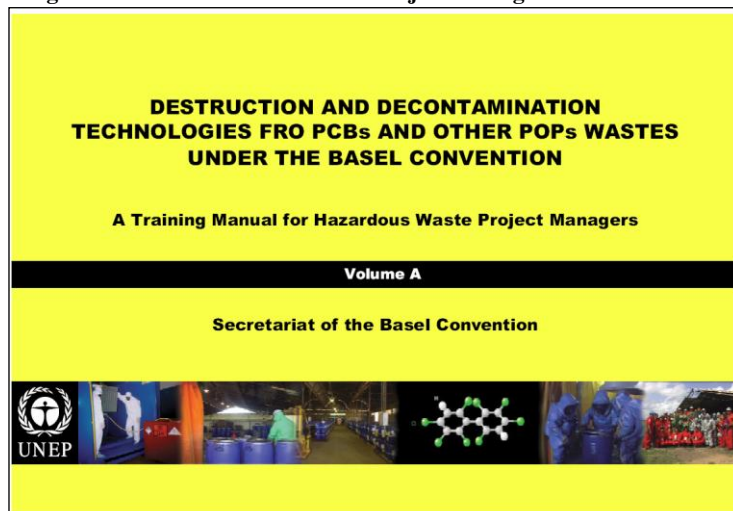 DESTRUCTION AND DECONTAMINATION
TECHNOLOGIES FRO PCBs AND OTHER POPs WASTES
UNDER THE BASEL CONVENTION
A Training Manual for Hazardous Waste Project Managers
Volume A
Secretariat of the Basel Convention
UNEP